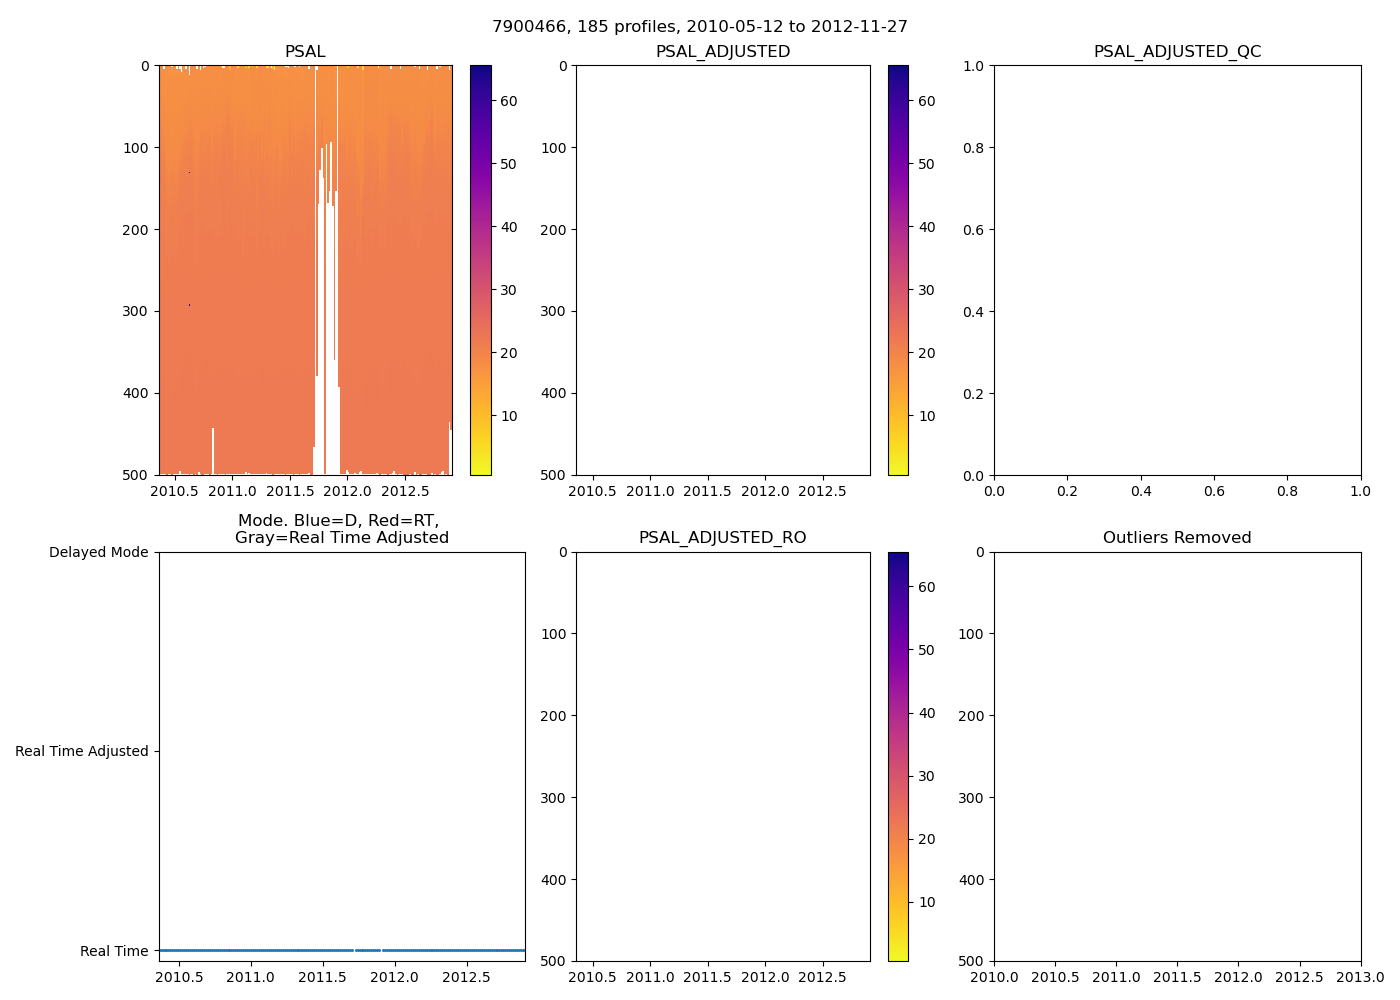 7900466, 185 profiles, 2010-05-12 to 2012-11-27
PSAL
0
100
200
300
400
500
2010.5 2011.0 2011.5 2012.0 2012.5
60
50
40
30
20
10
PSAL_ADJUSTED
0
100
200
300
400
500
2010.5 2011.0 2011.5 2012.0 2012.5
60
50
40
30
20
10
PSAL_ADJUSTED_QC
1.0
0.8
0.6
0.4
0.2
0.0
0.0 0.2 0.4 0.6 0.8 1.0
Mode. Blue=D, Red=RT,
Gray=Real Time Adjusted
Delayed Mode
Real Time Adjusted
Real Time
2010.5 2011.0 2011.5 2012.0 2012.5
PSAL_ADJUSTED_RO
0
100
200
300
400
500
2010.5 2011.0 2011.5 2012.0 2012.5
60
50
40
30
20
10
Outliers Removed
0
100
200
300
400
500
2010.0 2010.5 2011.0 2011.5 2012.0 2012.5 2013.0